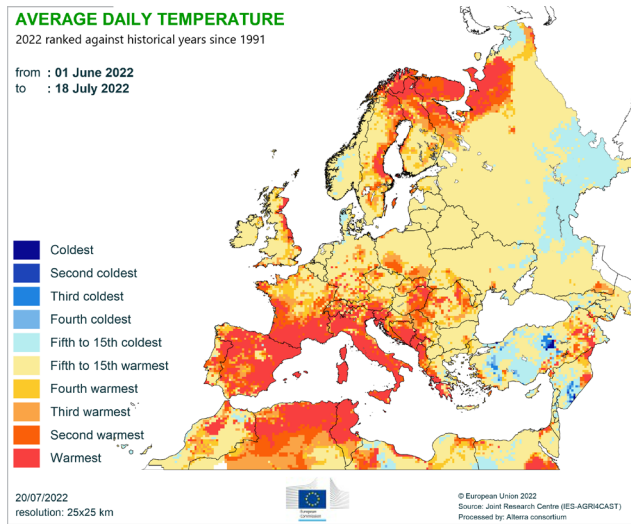 AVERAGE DAILY TEMPERATURE
2022 ranked against historical years since 1991
from : 01 June 2022
to : 18 July 2022
Coldest
Second coldest
Third coldest
Fourth coldest
Fifth to 15th coldest
Fifth to 15th warmest
Fourth warmest
Third warmest
Second warmest
Warmest
20/07/2022
resolution: 25x25 km
European
Commission
© European Union 2022
Source: Joint Research Centre (IES-AGRI4CAST)
Processed by: Alterra consortium